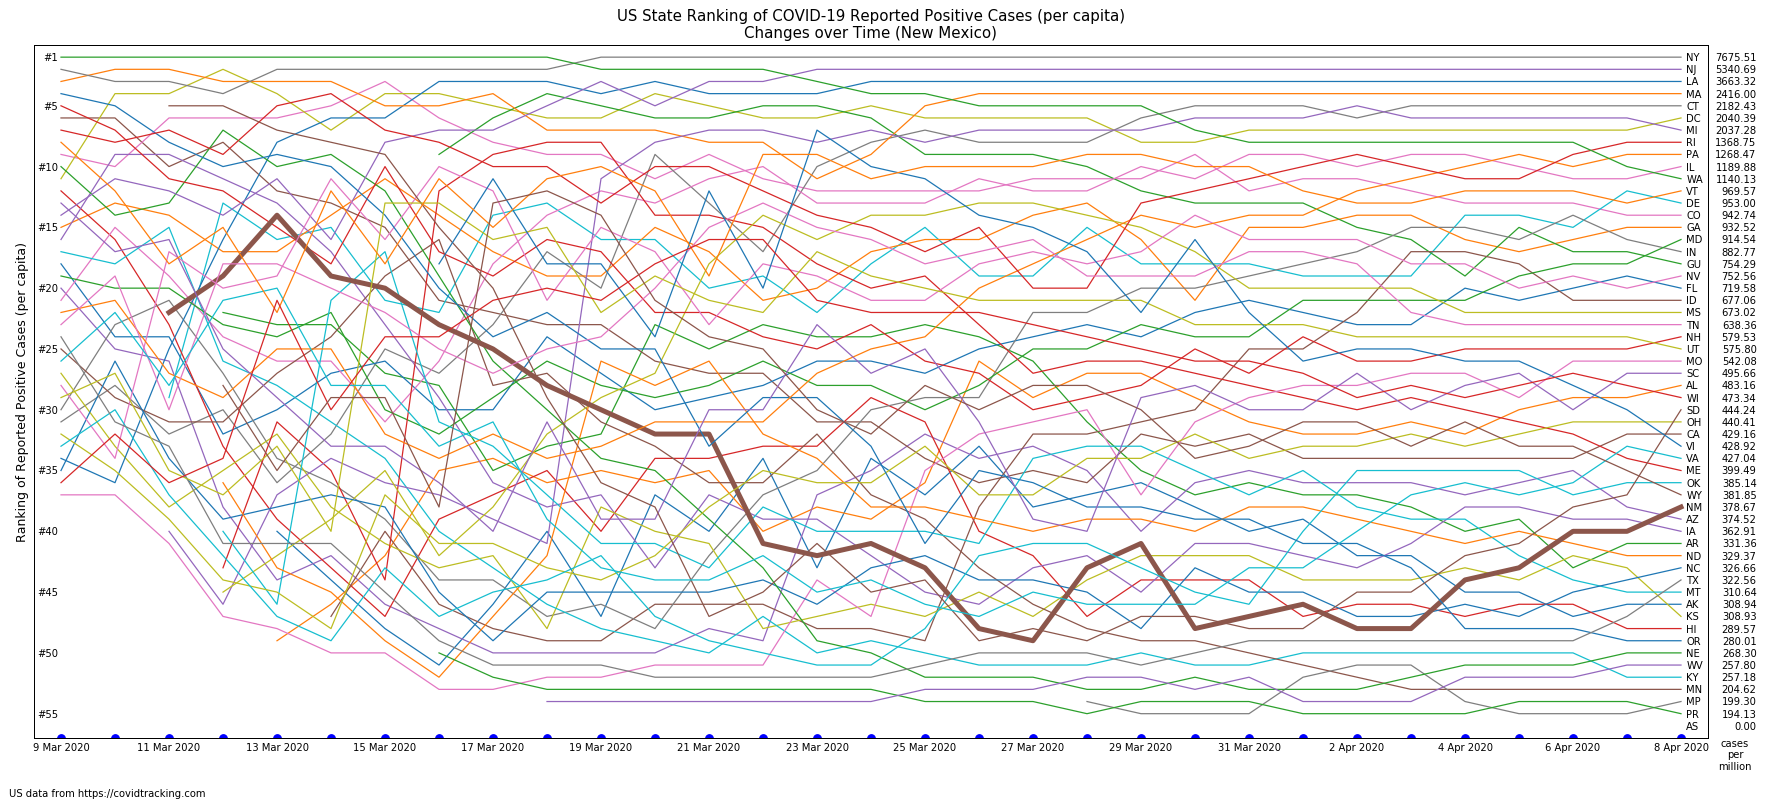 US State Ranking of COVID-19 Reported Positive Cases (per capita)
Changes over Time (New Mexico)
Ranking of Reported Positive Cases (per capita)
#1
#5
#10
#15
#20
#25
#30
#35
#40
#45
#50
#55
NY 7675.51
NJ 5340.69
LA 3663.32
MA 2416.00
CT 2182.43
DC 2040.39
MI 2037.28
RI 1368.75
PA 1268.47
IL 1189.88
WA 1140.13
VT 969.57
DE 953.00
CO 942.74
GA 932.52
MD 914.54
IN 882.77
GU 754.29
NV 752.56
FL 719.58
ID 677.06
MS 673.02
TN 638.36
NH 579.53
UT 575.80
MO 542.08
SC 495.66
AL 483.16
WI 473.34
SD 444.24
OH 440.41
CA 429.16
VI 428.92
VA 427.04
ME 399.49
OK 385.14
WY 381.85
NM 378.67
AZ 374.52
IA 362.91
AR 331.36
ND 329.37
NC 326.66
TX 322.56
MT 310.64
AK 308.94
KS 308.93
HI 289.57
OR 280.01
NE 268.30
WV 257.80
KY 257.18
MN 204.62
MP 199.30
PR 194.13
AS 0.00
9 Mar 2020 11 Mar 2020 13 Mar 2020 15 Mar 2020 17 Mar 2020 19 Mar 2020 21 Mar 2020 23 Mar 2020 25 Mar 2020 27 Mar 2020 29 Mar 2020 31 Mar 2020 2 Apr 2020 4 Apr 2020 6 Apr 2020 8 Apr 2020
cases
per
million
US data from https://covidtracking.com